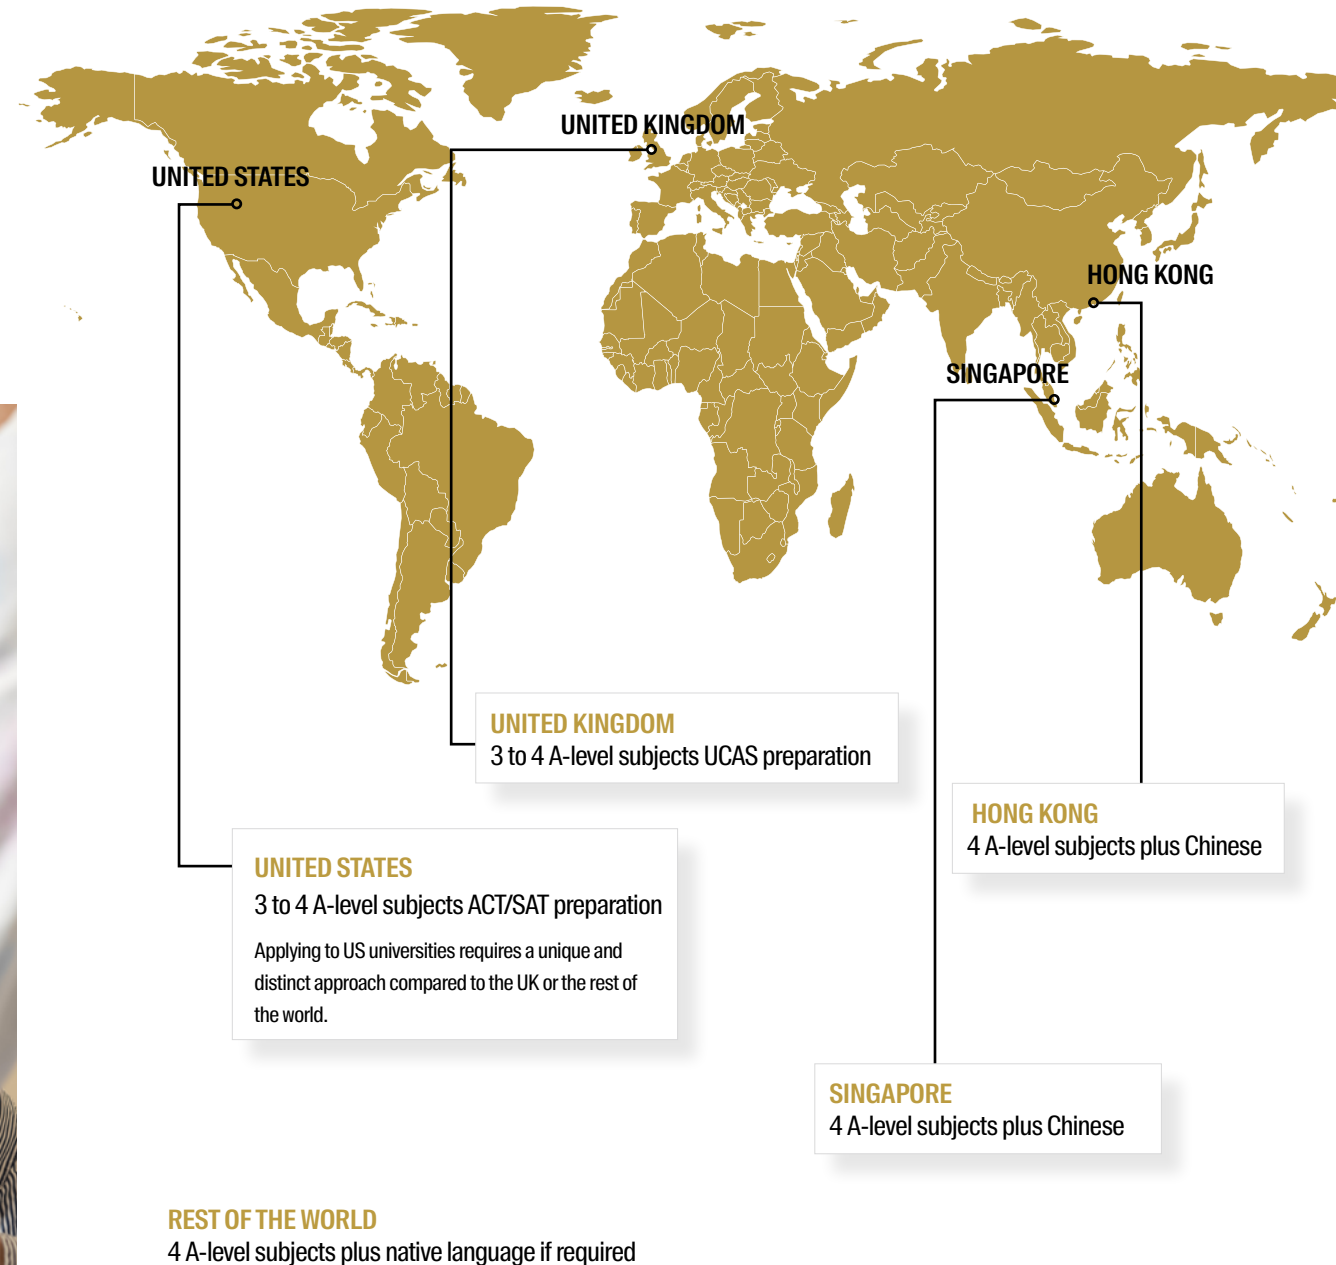 UNITED KINGDOM
UNITED STATES
HONG KONG
SINGAPORE
UNITED KINGDOM
3 to 4 A-level subjects UCAS preparation
HONG KONG
4 A-level subjects plus Chinese
UNITED STATES
3 to 4 A-level subjects ACT/SAT preparation
Applying to US universities requires a unique and
distinct approach compared to the UK or the rest of
the world.
SINGAPORE
4 A-level subjects plus Chinese
REST OF THE WORLD
4 A-level subjects plus native language if required